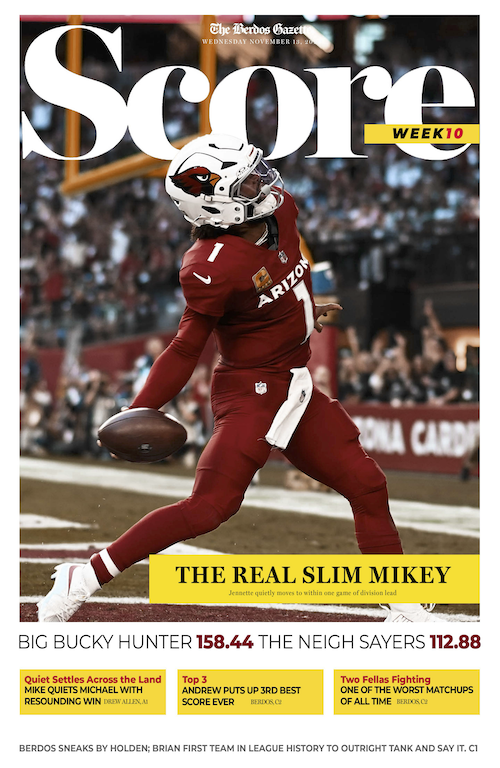 The Berdos Gazette
WEDNESDAY NOVEMBER 13, 20
Score
WEEK10
1
ARIZON
1
NFL
ZONA CARD
THE REAL SLIM MIKEY
Jennette quietly moves to within one game of division lead
BIG BUCKY HUNTER 158.44 THE NEIGH SAYERS 112.88
Quiet Settles Across the Land
MIKE QUIETS MICHAEL WITH
RESOUNDING WIN DREW ALLEN, A1
Top 3
ANDREW PUTS UP 3RD BEST
SCORE EVER BERDOS, C2
Two Fellas Fighting
ONE OF THE WORST MATCHUPS
OF ALL TIME BERDOS, C2
BERDOS SNEAKS BY HOLDEN; BRIAN FIRST TEAM IN LEAGUE HISTORY TO OUTRIGHT TANK AND SAY IT. C1